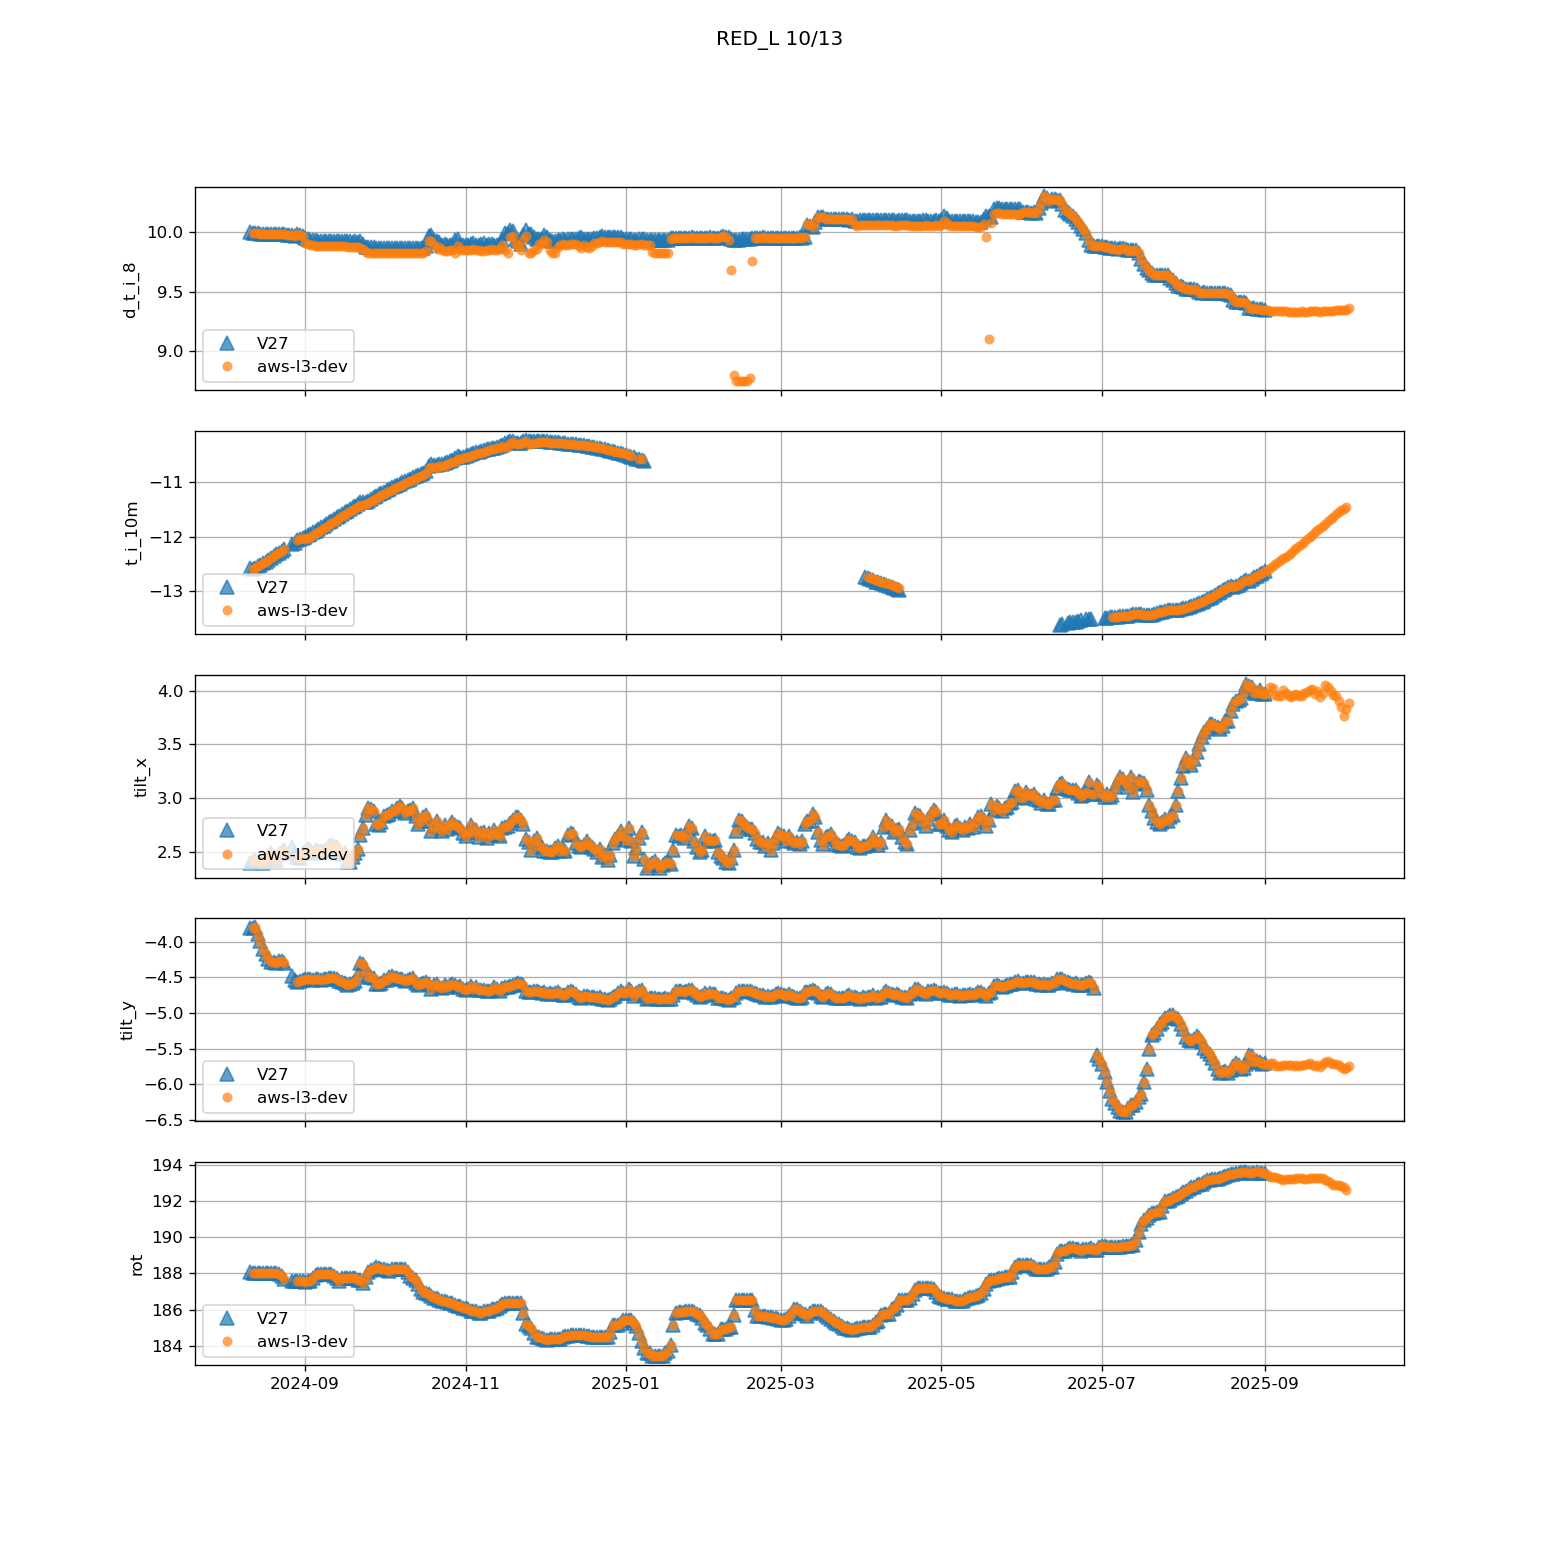 RED_L 10/13
d_t_i_8
10.0
9.5
9.0
V27
aws-l3-dev
t_i_10m
−11
−12
−13
V27
aws-l3-dev
tilt_x
4.0
3.5
3.0
2.5
V27
aws-l3-dev
tilt_y
−4.0
−4.5
−5.0
−5.5
−6.0
−6.5
V27
aws-l3-dev
rot
194
192
190
188
186
184
V27
aws-l3-dev
2024-09 2024-11 2025-01 2025-03 2025-05 2025-07 2025-09